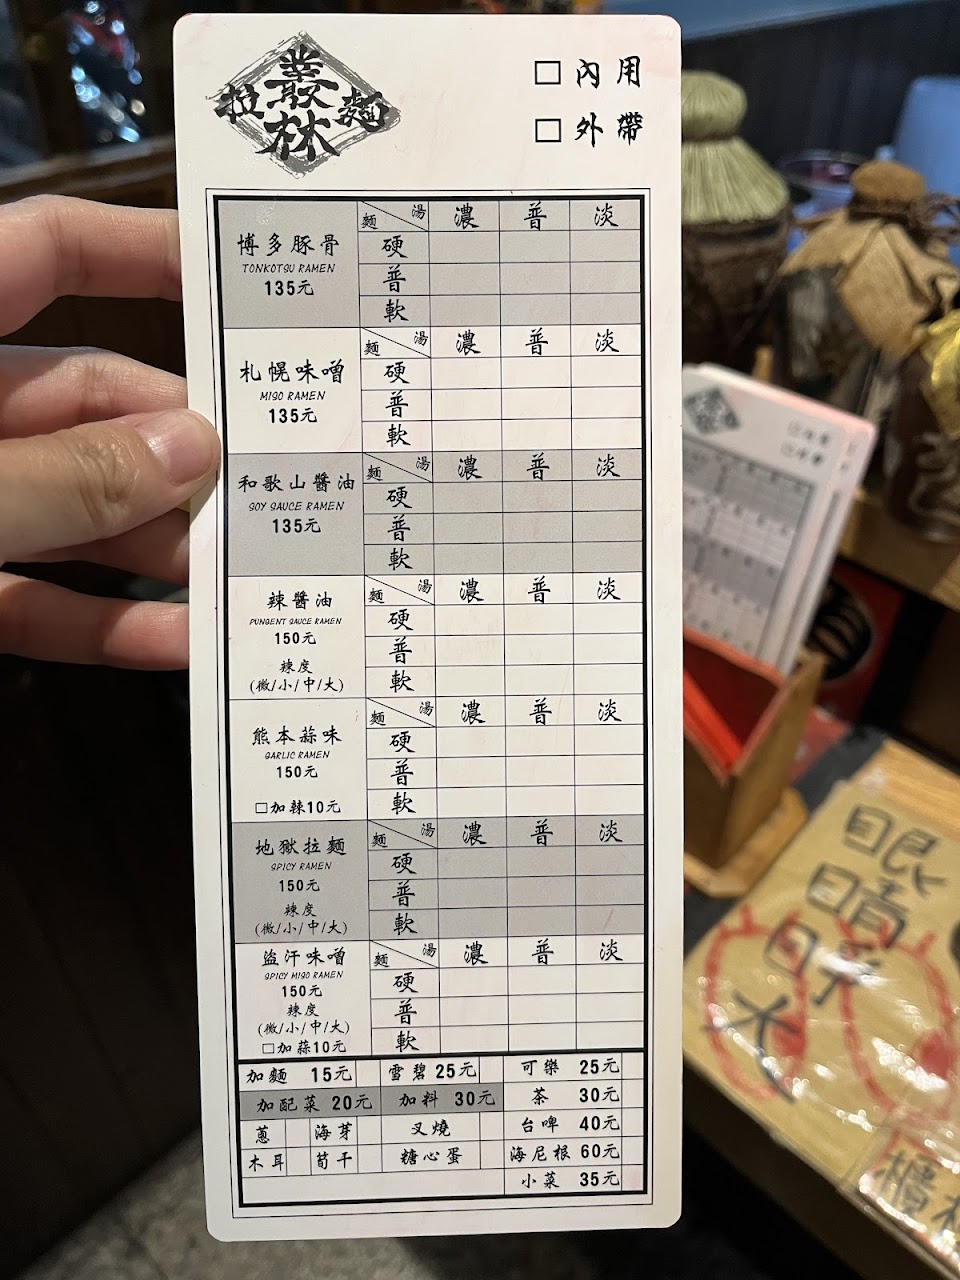 叢林
拉麵
□ 內用
□ 外帶
博多豚骨
TONKOTSU RAMEN
135元
麵 湯 濃 普 淡
硬
普
軟
札幌味噌
MISO RAMEN
135元
麵 湯 濃 普 淡
硬
普
軟
和歌山醬油
SOY SAUCE RAMEN
135元
麵 湯 濃 普 淡
硬
普
軟
辣醬油
PUNGENT SAUCE RAMEN
150元
辣度
(微/小/中/大)
麵 湯 濃 普 淡
硬
普
軟
熊本蒜味
GARLIC RAMEN
150元
□加辣10元
麵 湯 濃 普 淡
硬
普
軟
地獄拉麵
SPICY RAMEN
150元
辣度
(微/小/中/大)
麵 湯 濃 普 淡
硬
普
軟
盜汗味噌
SPICY MISO RAMEN
150元
辣度
(微/小/中/大)
□加蒜10元
麵 湯 濃 普 淡
硬
普
軟
加麵 15元 雪碧 25元 可樂 25元
加配菜 20元 加料 30元 茶 30元
蔥 海芽 叉燒 台啤 40元
木耳 筍干 糖心蛋 海尼根 60元
小菜 35元
眼
睛